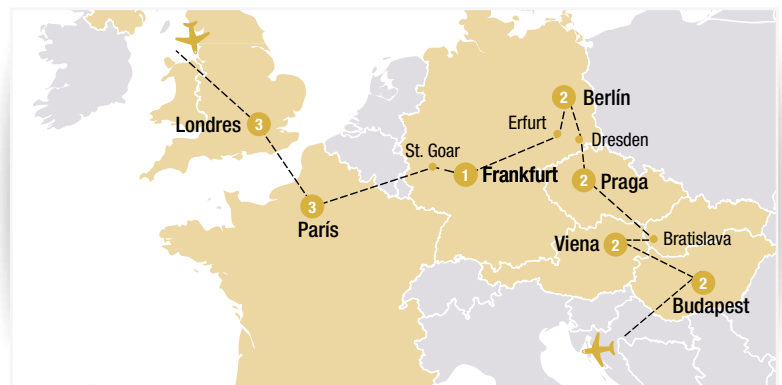 Londres 3
3
París
St. Goar
1 Frankfurt
Erfurt
2 Berlín
Dresden
2 Praga
Bratislava
Viena 2
2
Budapest